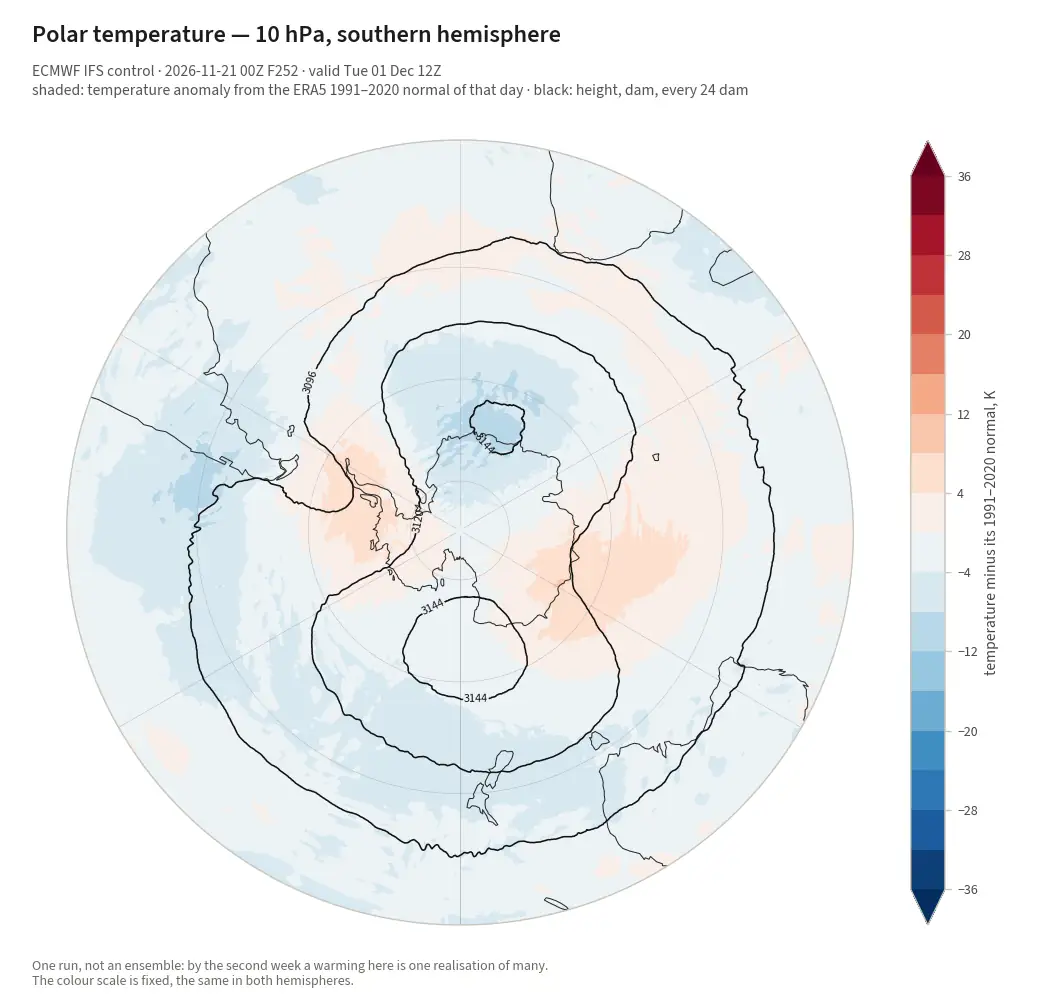 Polar temperature — 10 hPa, southern hemisphere
ECMWF IFS control · 2026-11-21 00Z F252 · valid Tue 01 Dec 12Z
shaded: temperature anomaly from the ERA5 1991–2020 normal of that day · black: height, dam, every 24 dam
36
28
20
12
4
−4
−12
−20
−28
−36
temperature minus its 1991–2020 normal, K
3096
3144
3120
3144
3144
One run, not an ensemble: by the second week a warming here is one realisation of many.
The colour scale is fixed, the same in both hemispheres.